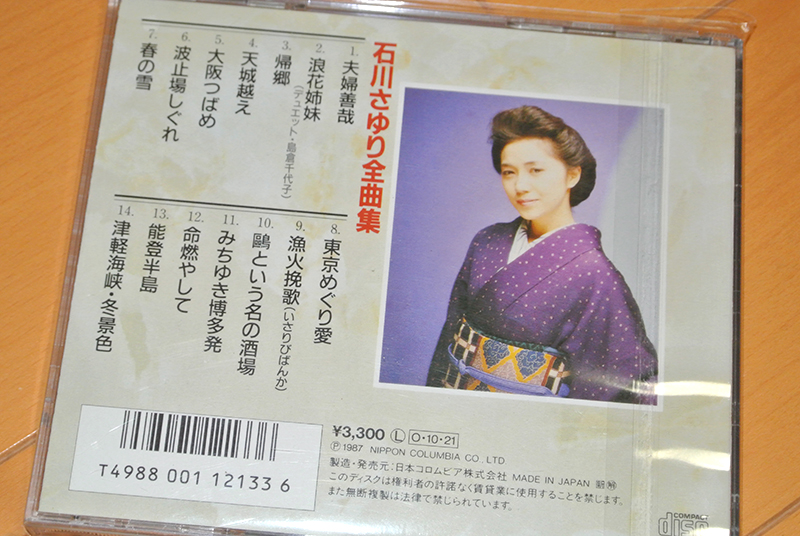 石川さゆり全曲集
1. 夫婦善哉
2. 浪花姉妹
(デュエット・島倉千代子)
3. 帰郷
4. 天城越え
5. 大阪つばめ
6. 波止場しぐれ
7. 春の雪
8. 東京めぐり愛
9. 漁火挽歌(いさりびばんか)
10. 鷗という名の酒場
11. みちゆき博多発
12. 命燃やして
13. 能登半島
14. 津軽海峡・冬景色
T4988 001 121336
¥3,300 Ⓛ O・10・21
Ⓟ 1987 NIPPON COLUMBIA CO., LTD
製造・発売元:日本コロムビア株式会社 MADE IN JAPAN
このディスクは権利者の許諾なく賃貸業に使用することを禁じます。
また無断複製は法律で禁じられています。
COMPACT
disc